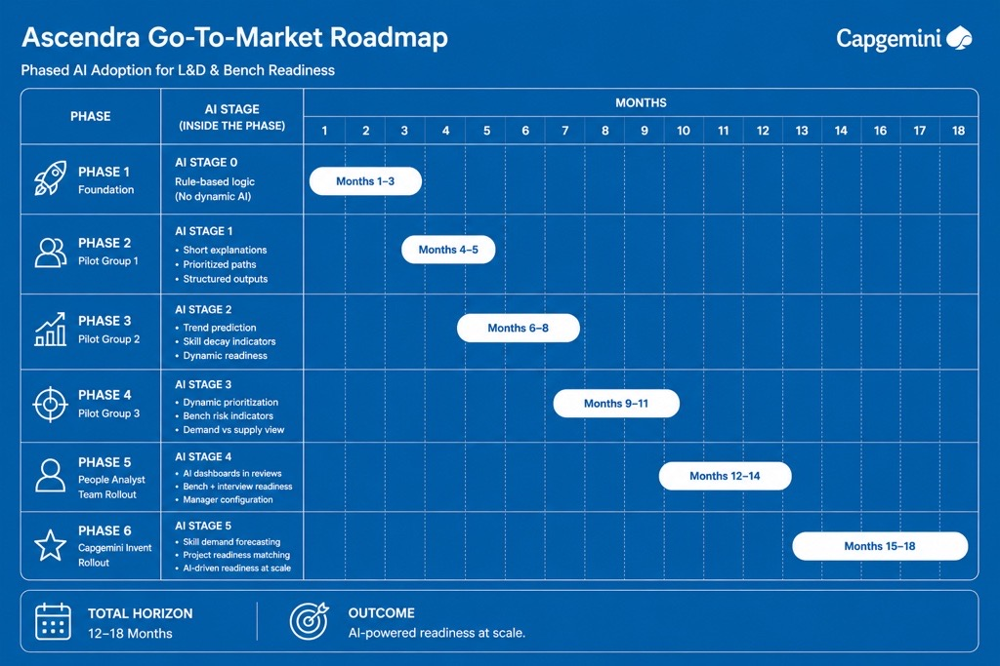 Ascendra Go-To-Market Roadmap
Capgemini
Phased AI Adoption for L&D & Bench Readiness
PHASE
AI STAGE
(INSIDE THE PHASE)
MONTHS
1 2 3 4 5 6 7 8 9 10 11 12 13 14 16 17 18
PHASE 1
Foundation
AI STAGE 0
Rule-based logic
(No dynamic AI)
Months 1–3
PHASE 2
Pilot Group 1
AI STAGE 1
• Short explanations
• Prioritized paths
• Structured outputs
Months 4–5
PHASE 3
Pilot Group 2
AI STAGE 2
• Trend prediction
• Skill decay indicators
• Dynamic readiness
Months 6–8
PHASE 4
Pilot Group 3
AI STAGE 3
• Dynamic prioritization
• Bench risk indicators
• Demand vs supply view
Months 9–11
PHASE 5
People Analyst
Team Rollout
AI STAGE 4
• AI dashboards in reviews
• Bench + interview readiness
• Manager configuration
Months 12–14
PHASE 6
Capgemini Invent
Rollout
AI STAGE 5
• Skill demand forecasting
• Project readiness matching
• AI-driven readiness at scale
Months 15–18
TOTAL HORIZON
12–18 Months
OUTCOME
AI-powered readiness at scale.